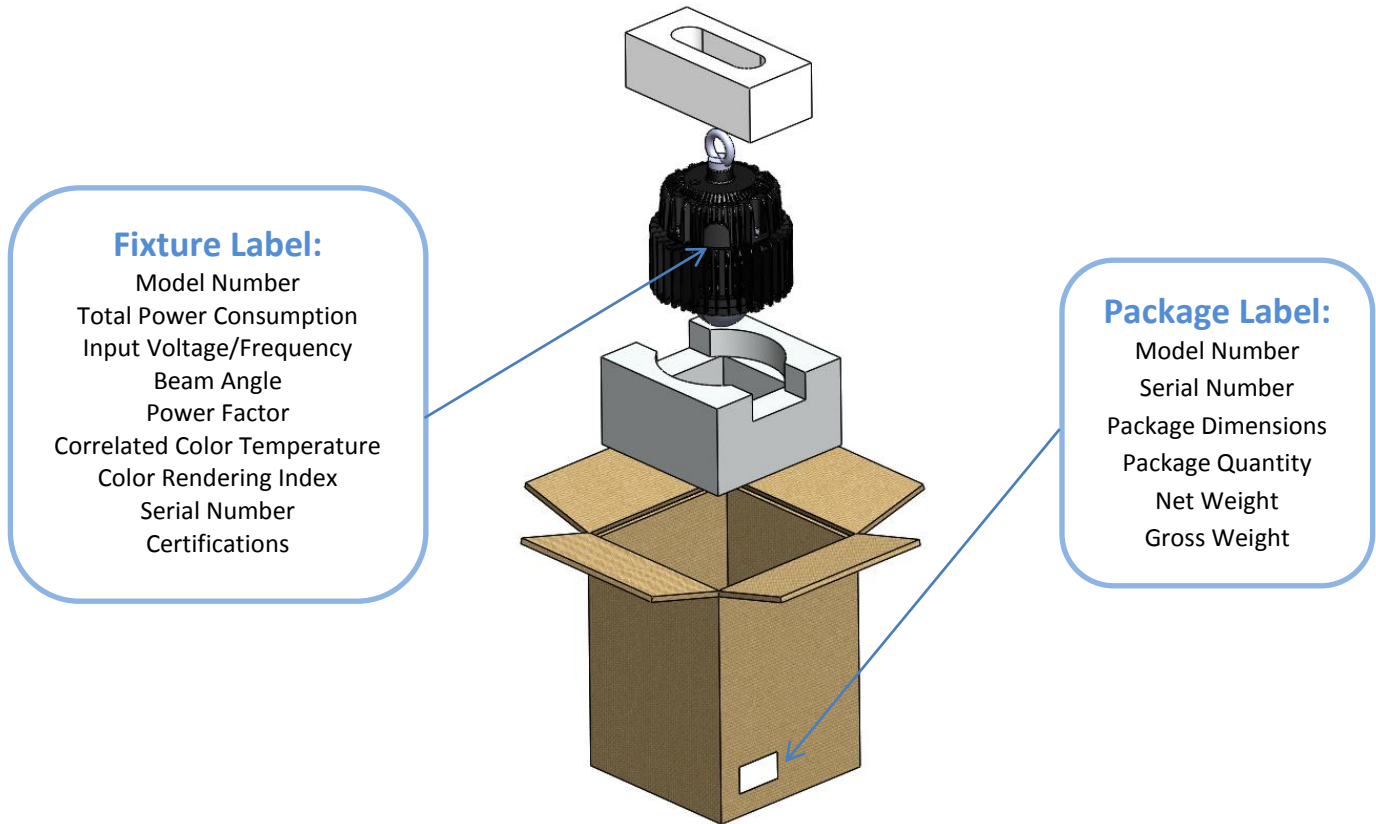 Fixture Label:
Model Number
Total Power Consumption
Input Voltage/Frequency
Beam Angle
Power Factor
Correlated Color Temperature
Color Rendering Index
Serial Number
Certifications
Package Label:
Model Number
Serial Number
Package Dimensions
Package Quantity
Net Weight
Gross Weight